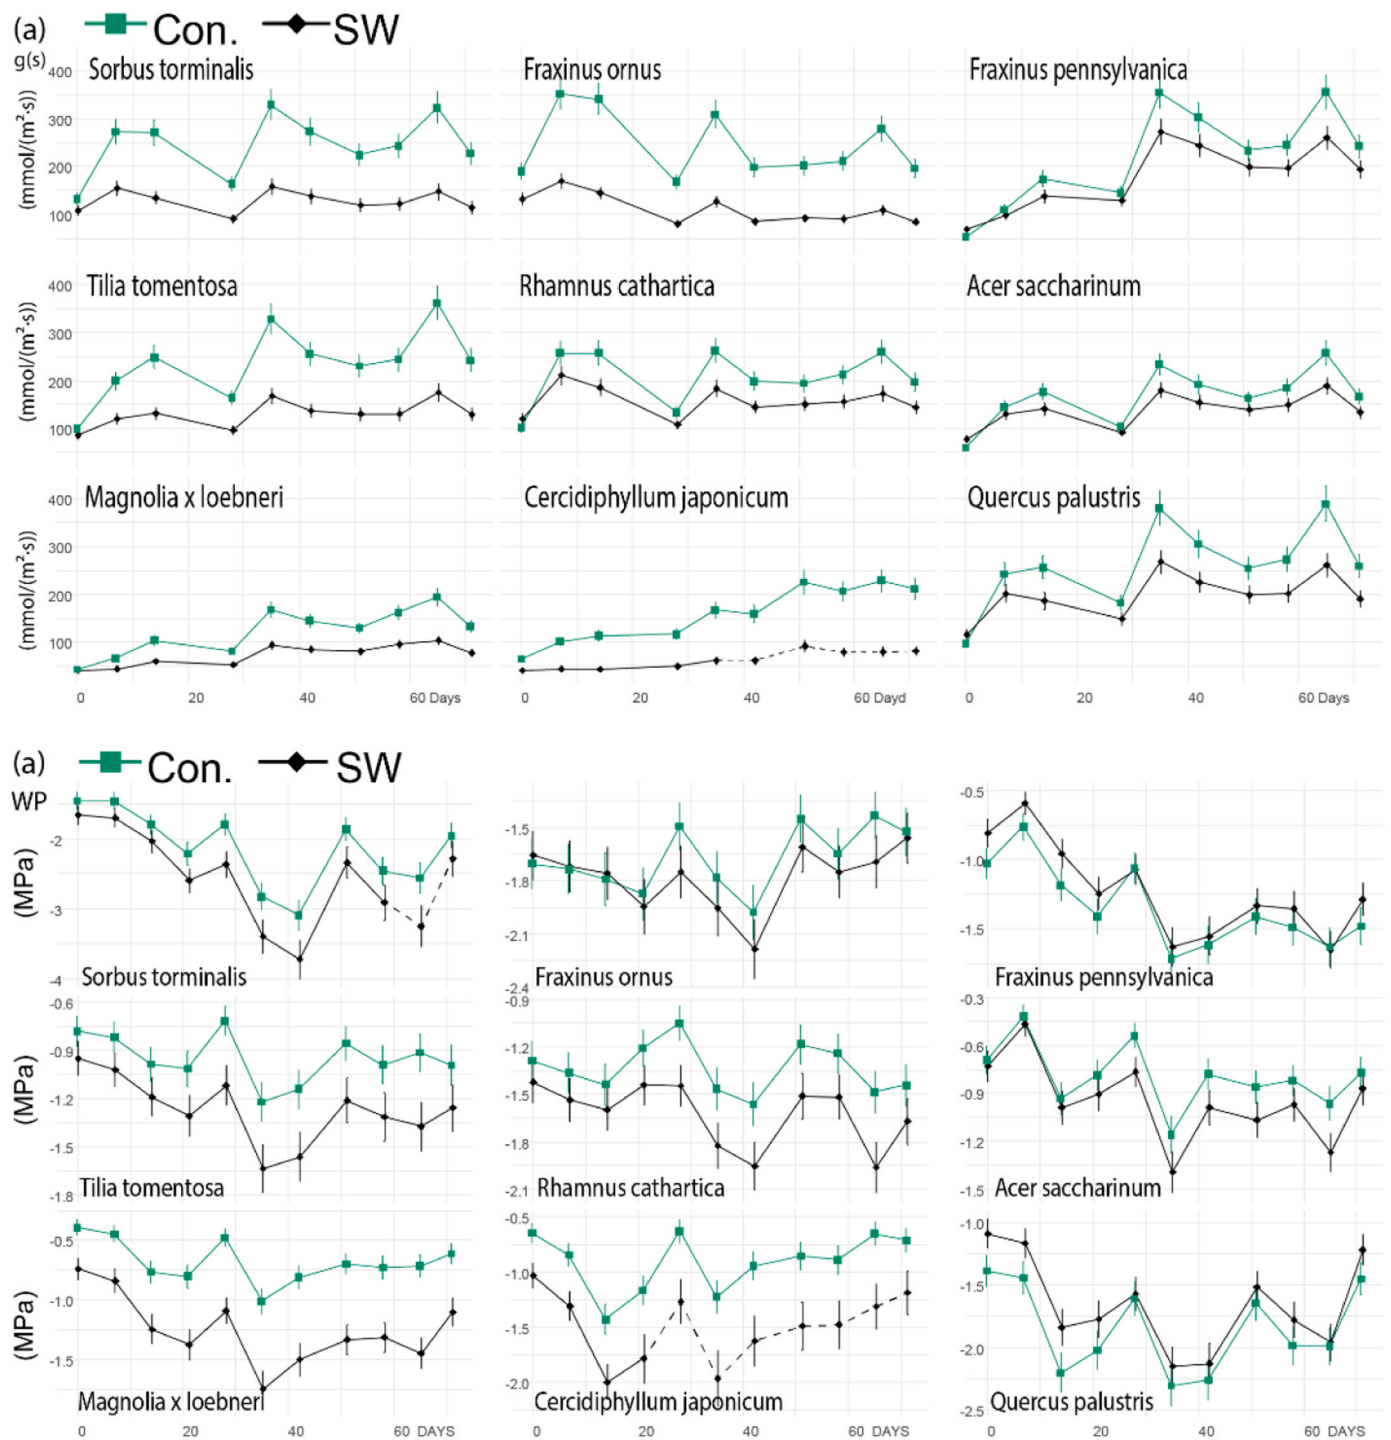 (a) Con. SW
g(s) Sorbus torminalis Fraxinus ornus Fraxinus pennsylvanica
400
300
200
100
(mmol/(m²·s))
Tilia tomentosa Rhamnus cathartica Acer saccharinum
400
300
200
100
(mmol/(m²·s))
Magnolia x loebneri Cercidiphyllum japonicum Quercus palustris
400
300
200
100
(mmol/(m²·s))
0 20 40 60 Days 0 20 40 60 Dayd 0 20 40 60 Days
(a) Con. SW
WP
(MPa)
-2 -3 -4
-1.5 -1.8 -2.1 -2.4
-0.5 -1.0 -1.5
Sorbus torminalis Fraxinus ornus Fraxinus pennsylvanica
(MPa)
-0.6 -0.9 -1.2 -1.5 -1.8
-0.9 -1.2 -1.5 -1.8 -2.1
-0.3 -0.6 -0.9 -1.2 -1.5
Tilia tomentosa Rhamnus cathartica Acer saccharinum
(MPa)
-0.5 -1.0 -1.5
-0.5 -1.0 -1.5 -2.0
-1.0 -1.5 -2.0 -2.5
Magnolia x loebneri Cercidiphyllum japonicum Quercus palustris
0 20 40 60 DAYS 0 20 40 60 DAYS 0 20 40 60 DAYS